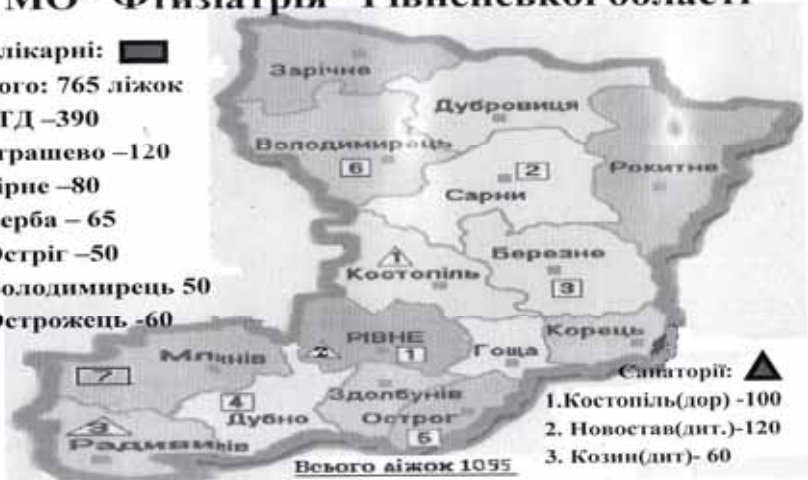 МО "Фтизіатрія" Рівненської області
лікарні:
ого: 765 ліжок
ТД –390
трашево –120
ірне –80
ерба – 65
Остріг –50
Володимирець 50
Острожець -60
Зарічне
Дубровиця
Володимирець
6
2
Рокитне
Сарни
1
Костопіль
Березне
3
РІВНЕ
2
1
Гоща
Корець
Млинів
7
Здолбунів
4
Дубно
Острог
5
3
Радивилів
Санаторії:
1.Костопіль(дор) -100
2. Новостав(дит.)-120
3. Козин(дит)- 60
Всього ліжок 1095